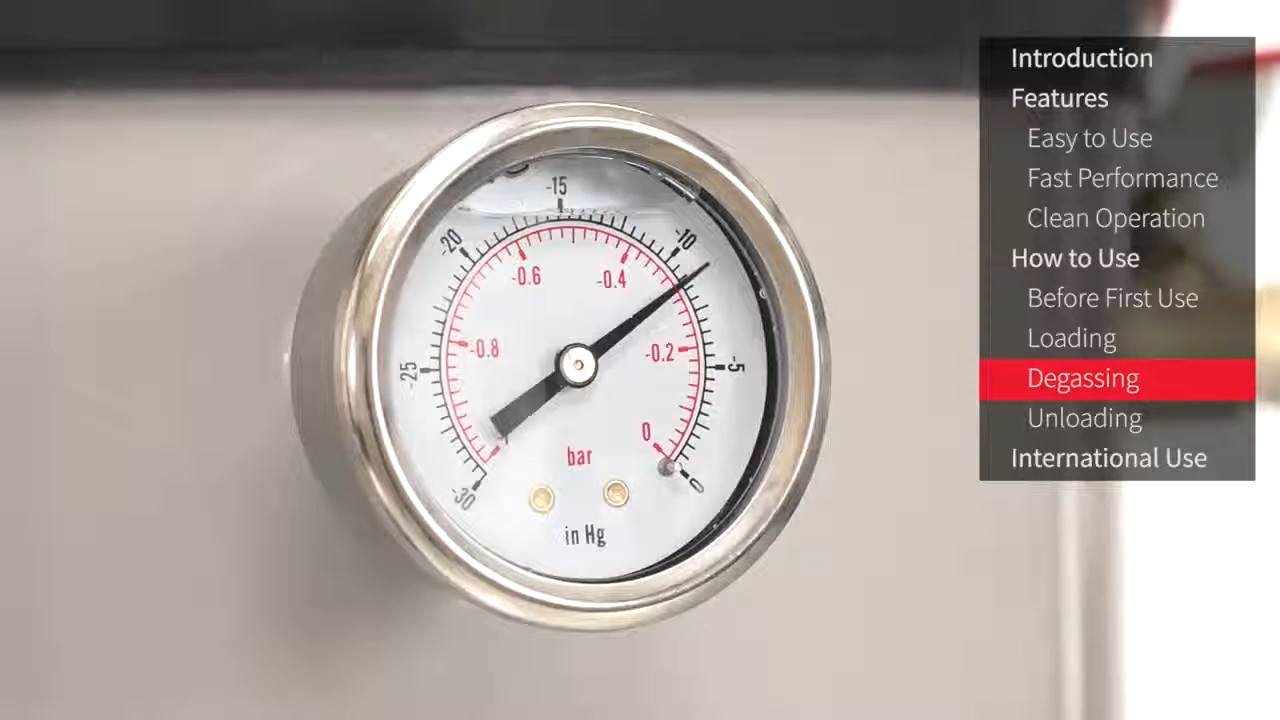 -15
-20
-10
-0.6
-0.4
-0.8
-0.2
-25
-5
0
bar
-30
0
in Hg
Introduction
Features
Easy to Use
Fast Performance
Clean Operation
How to Use
Before First Use
Loading
Degassing
Unloading
International Use